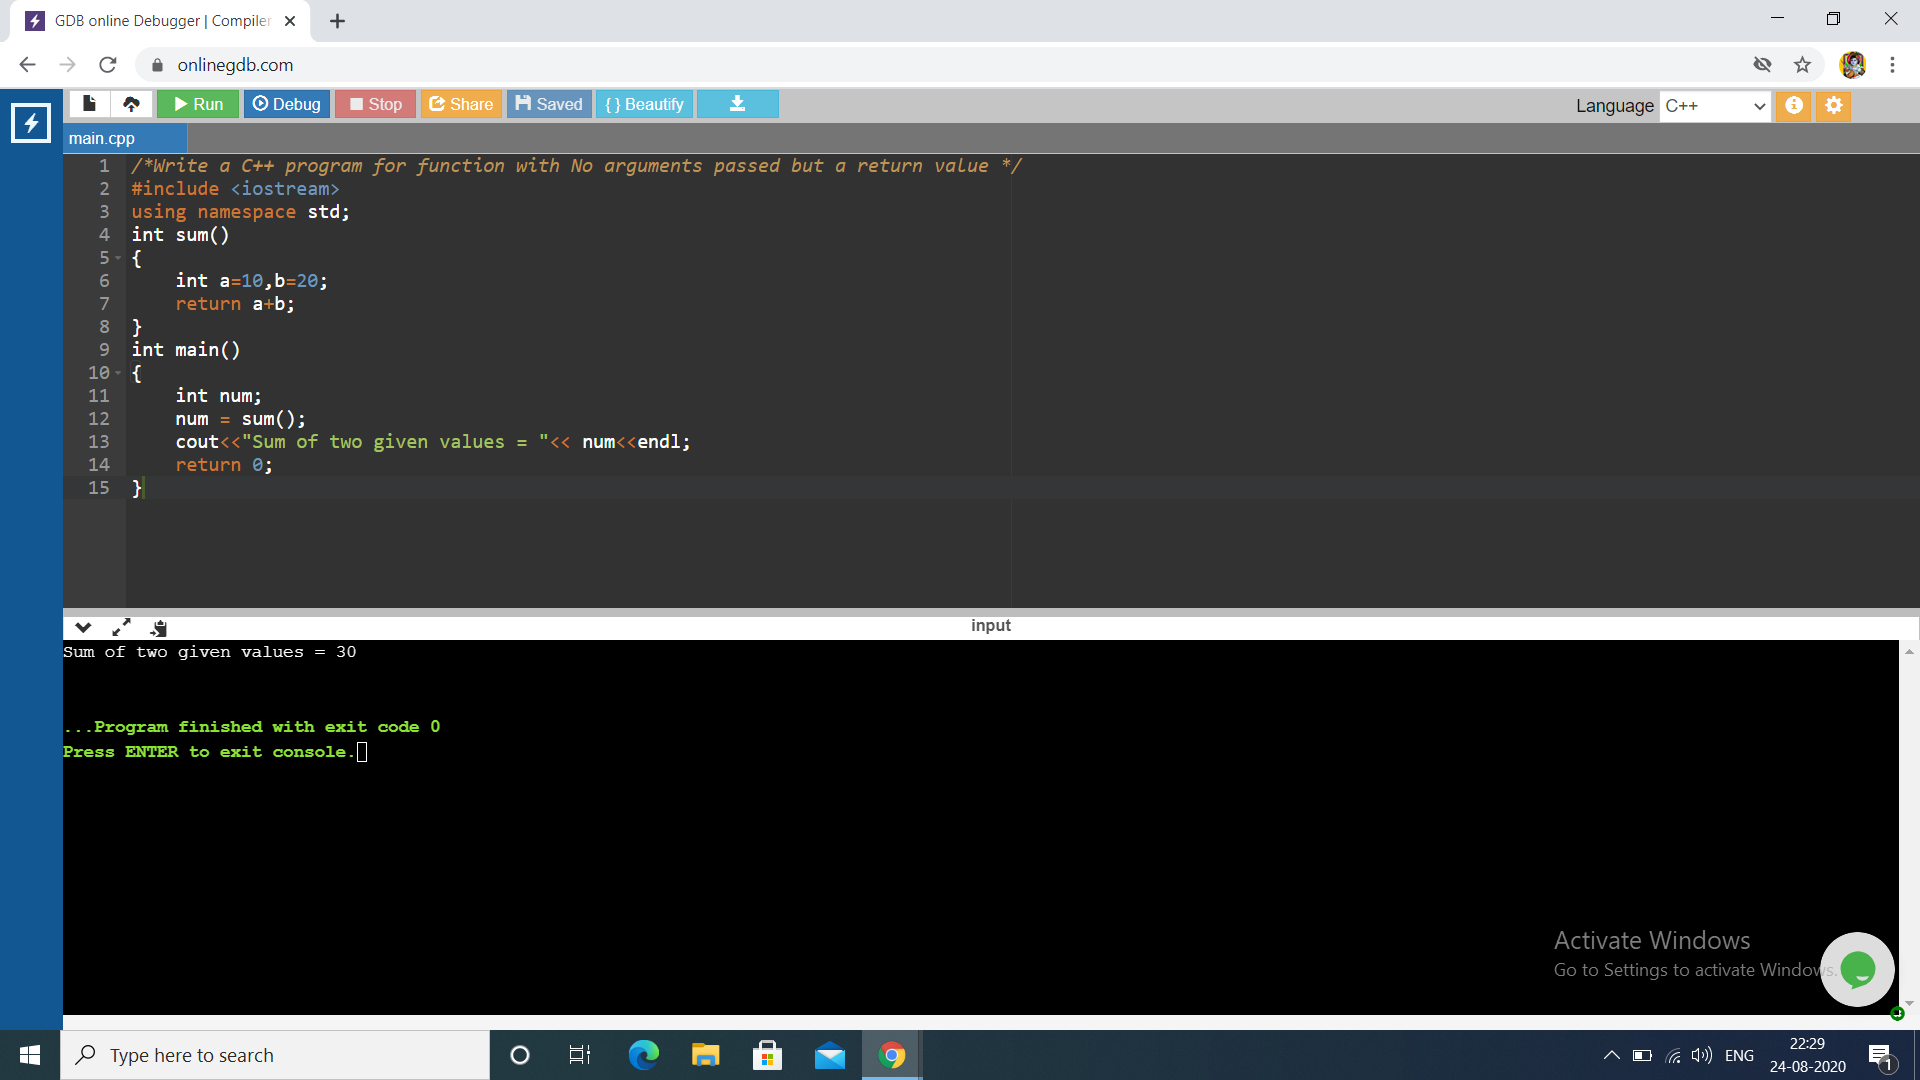 GDB online Debugger | Compiler
onlinegdb.com
Run Debug Stop Share Saved {} Beautify
Language C++
main.cpp
1 /*Write a C++ program for function with No arguments passed but a return value */
2 #include <iostream>
3 using namespace std;
4 int sum()
5 {
6 int a=10,b=20;
7 return a+b;
8 }
9 int main()
10 {
11 int num;
12 num = sum();
13 cout<<"Sum of two given values = "<< num<<endl;
14 return 0;
15 }
input
Sum of two given values = 30
...Program finished with exit code 0
Press ENTER to exit console.
Activate Windows
Go to Settings to activate Windows.
Type here to search
ENG
22:29
24-08-2020
1